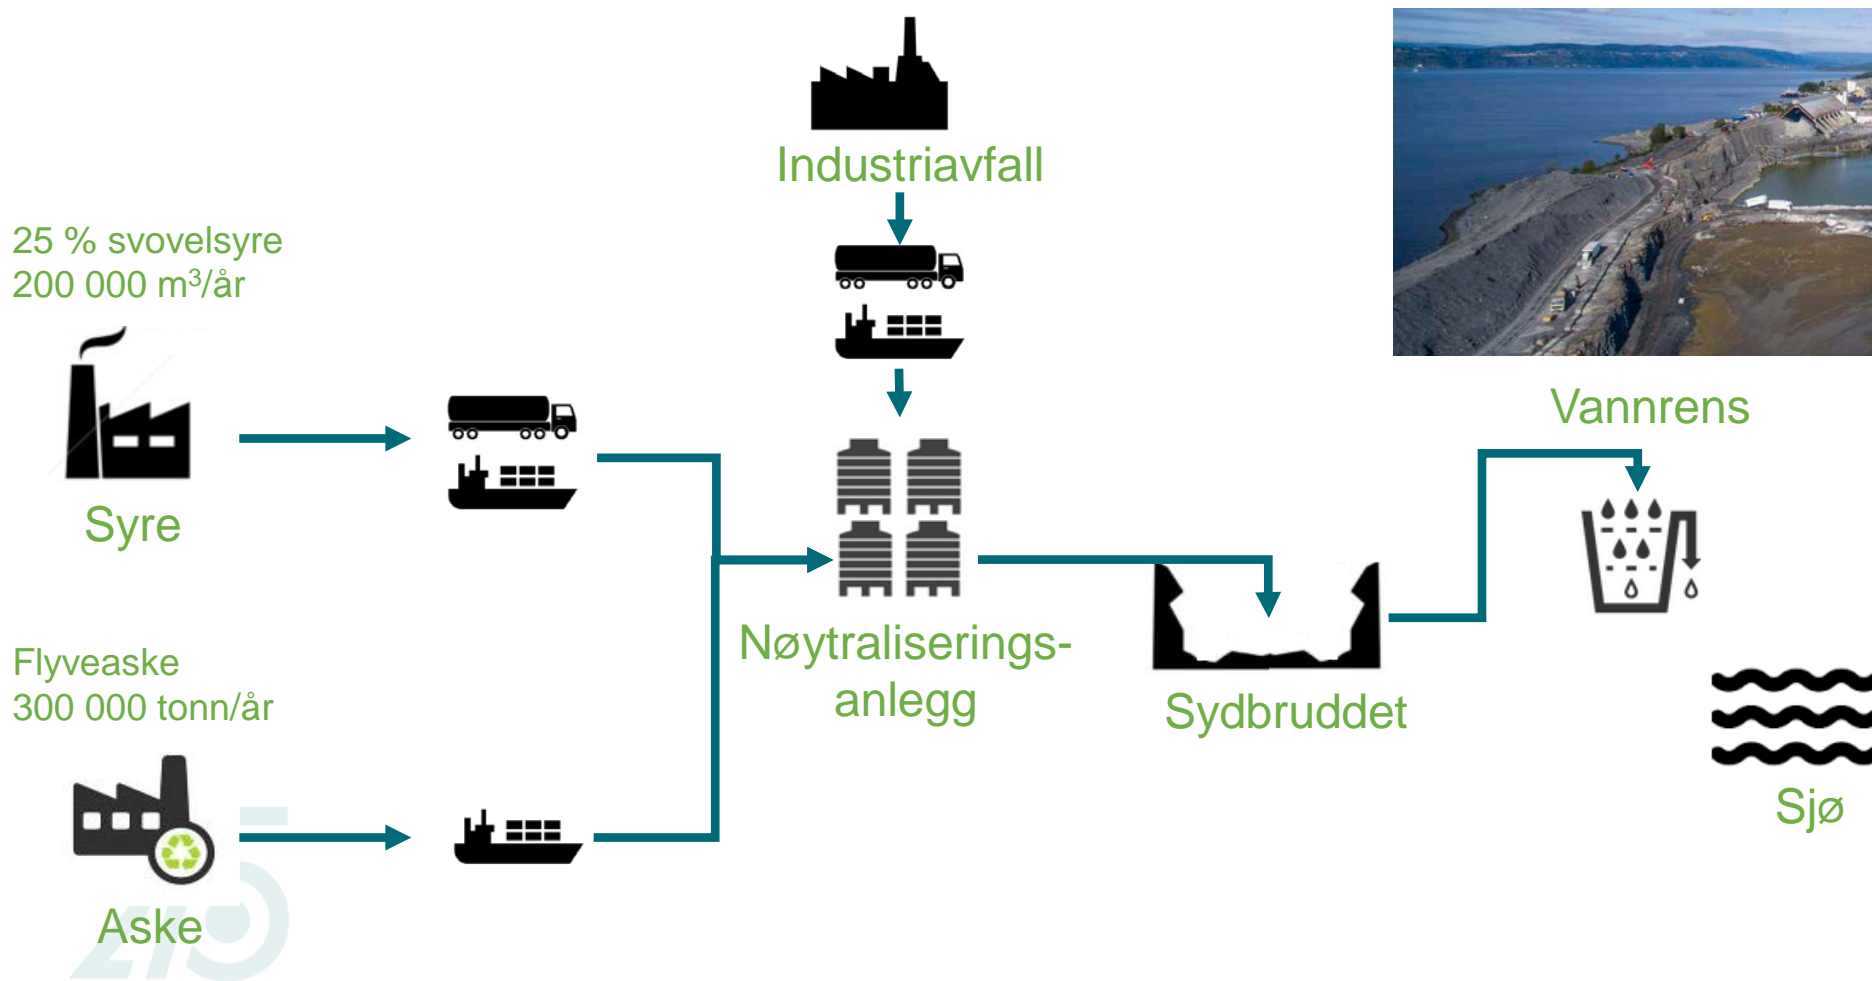 Industriavfall
25 % svovelsyre
200 000 m³/år
Syre
Vannrens
Nøytraliserings-
anlegg
Sydbruddet
Flyveaske
300 000 tonn/år
Aske
Sjø